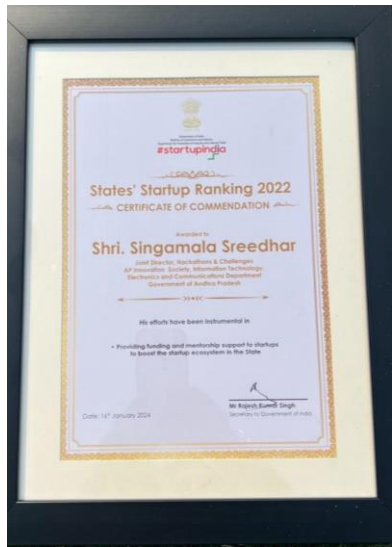 #startupindia
States' Startup Ranking 2022
CERTIFICATE OF COMMENDATION
Awarded to
Shri. Singamala Sreedhar
Joint Director, Hackathons & Challenges
AP Innovation Society, Information Technology,
Electronics and Communications Department
Government of Andhra Pradesh
His efforts have been instrumental in
• Providing funding and mentorship support to startups
to boost the startup ecosystem in the State
Mr Rajesh Kumar Singh
Secretary to Government of India
Date: 16th January 2024